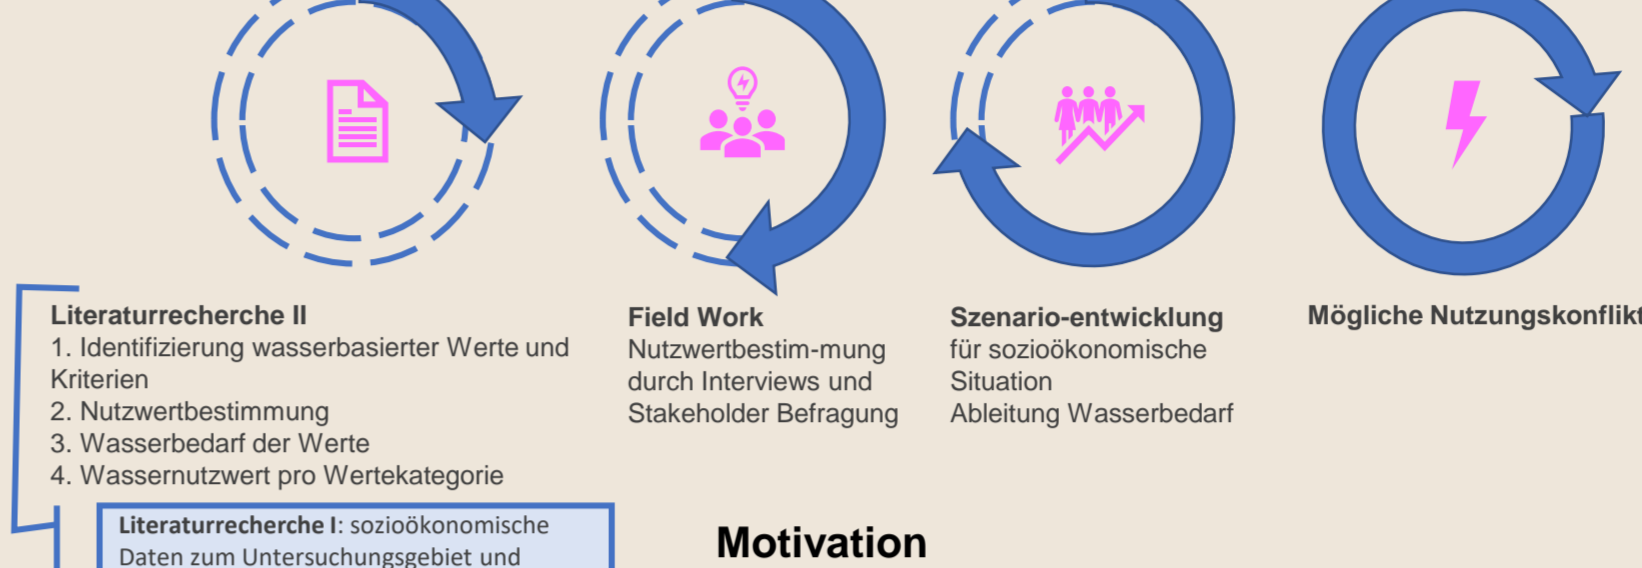 Literaturrecherche II
1. Identifizierung wasserbasierter Werte und
Kriterien
2. Nutzwertbestimmung
3. Wasserbedarf der Werte
4. Wassernutzwert pro Wertekategorie
Field Work
Nutzwertbestim-mung
durch Interviews und
Stakeholder Befragung
Szenario-entwicklung
für sozioökonomische
Situation
Ableitung Wasserbedarf
Mögliche Nutzungskonflikt
Literaturrecherche I: sozioökonomische
Daten zum Untersuchungsgebiet und
Motivation